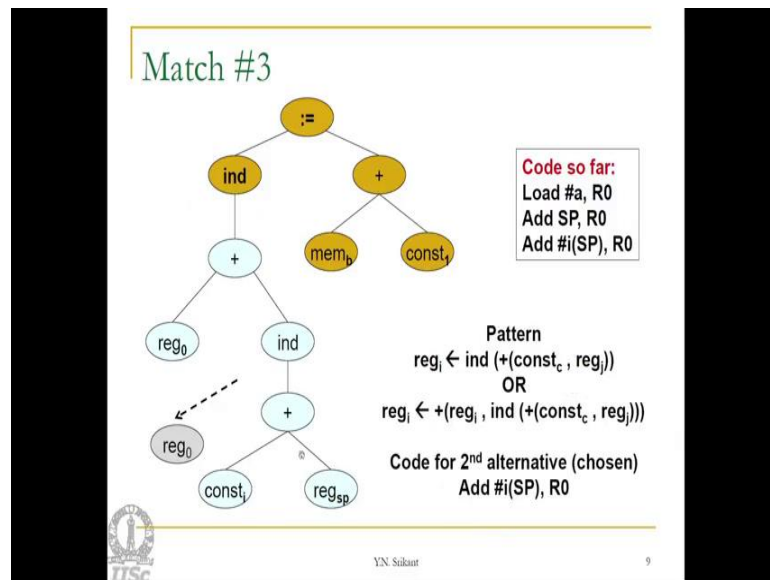 Match #3
:=
ind
+
+
mem_b
const_1
Code so far:
Load #a, R0
Add SP, R0
Add #i(SP), R0
reg_0
ind
reg_0
+
const_i
reg_sp
Pattern
reg_i ← ind (+(const_c , reg_j))
OR
reg_i ← +(reg_i , ind (+(const_c , reg_j)))
Code for 2nd alternative (chosen)
Add #i(SP), R0
IISc
Y.N. Srikant
9